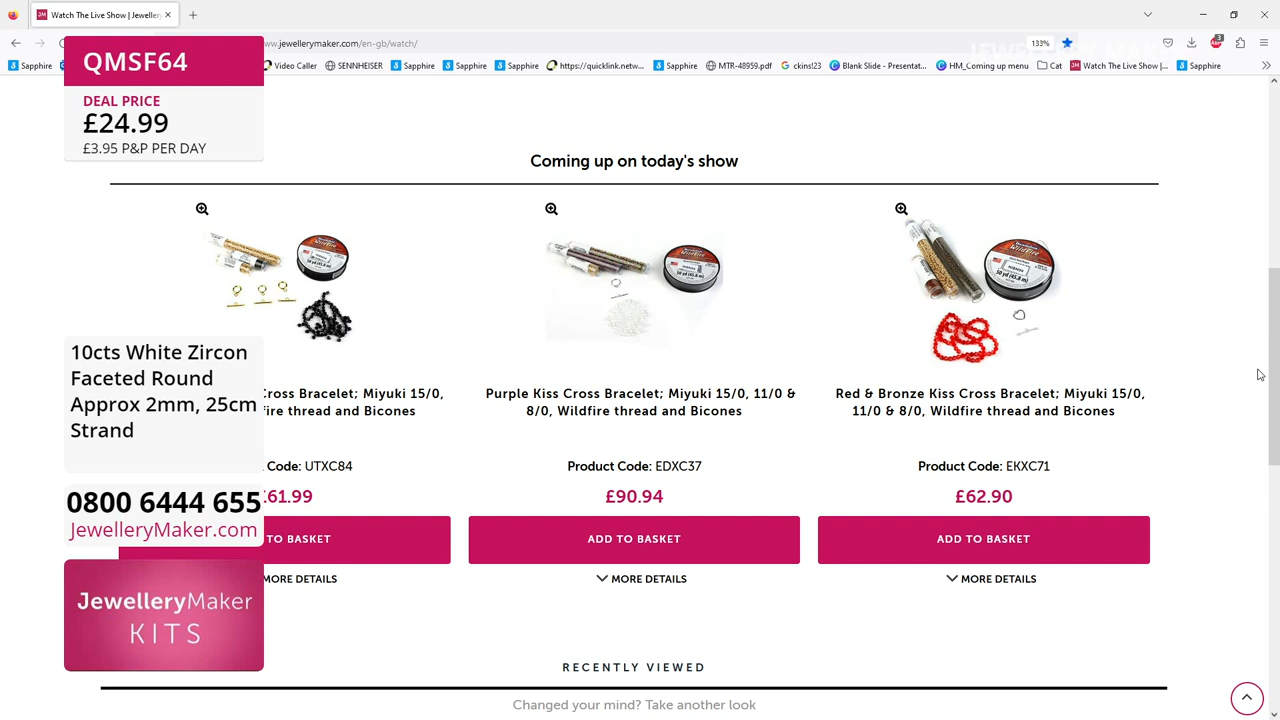 Watch The Live Show | Jeweller
ww.jewellerymaker.com/en-gb/watch/
133%
Sapphire
Video Caller
SENNHEISER
Sapphire
Sapphire
Sapphire
https://quicklink.netw...
Sapphire
MTR-48959.pdf
ckins!23
Blank Slide - Presentat...
HM_Coming up menu
Cat
Watch The Live Show |...
Sapphire
QMSF64
DEAL PRICE
£24.99
£3.95 P&P PER DAY
Coming up on today's show
10cts White Zircon
Faceted Round
Approx 2mm, 25cm
Strand
0800 6444 655
JewelleryMaker.com
JewelleryMaker
KITS
Cross Bracelet; Miyuki 15/0,
fire thread and Bicones
Code: UTXC84
£61.99
TO BASKET
MORE DETAILS
Purple Kiss Cross Bracelet; Miyuki 15/0, 11/0 &
8/0, Wildfire thread and Bicones
Product Code: EDXC37
£90.94
ADD TO BASKET
MORE DETAILS
Red & Bronze Kiss Cross Bracelet; Miyuki 15/0,
11/0 & 8/0, Wildfire thread and Bicones
Product Code: EKXC71
£62.90
ADD TO BASKET
MORE DETAILS
RECENTLY VIEWED
Changed your mind? Take another look